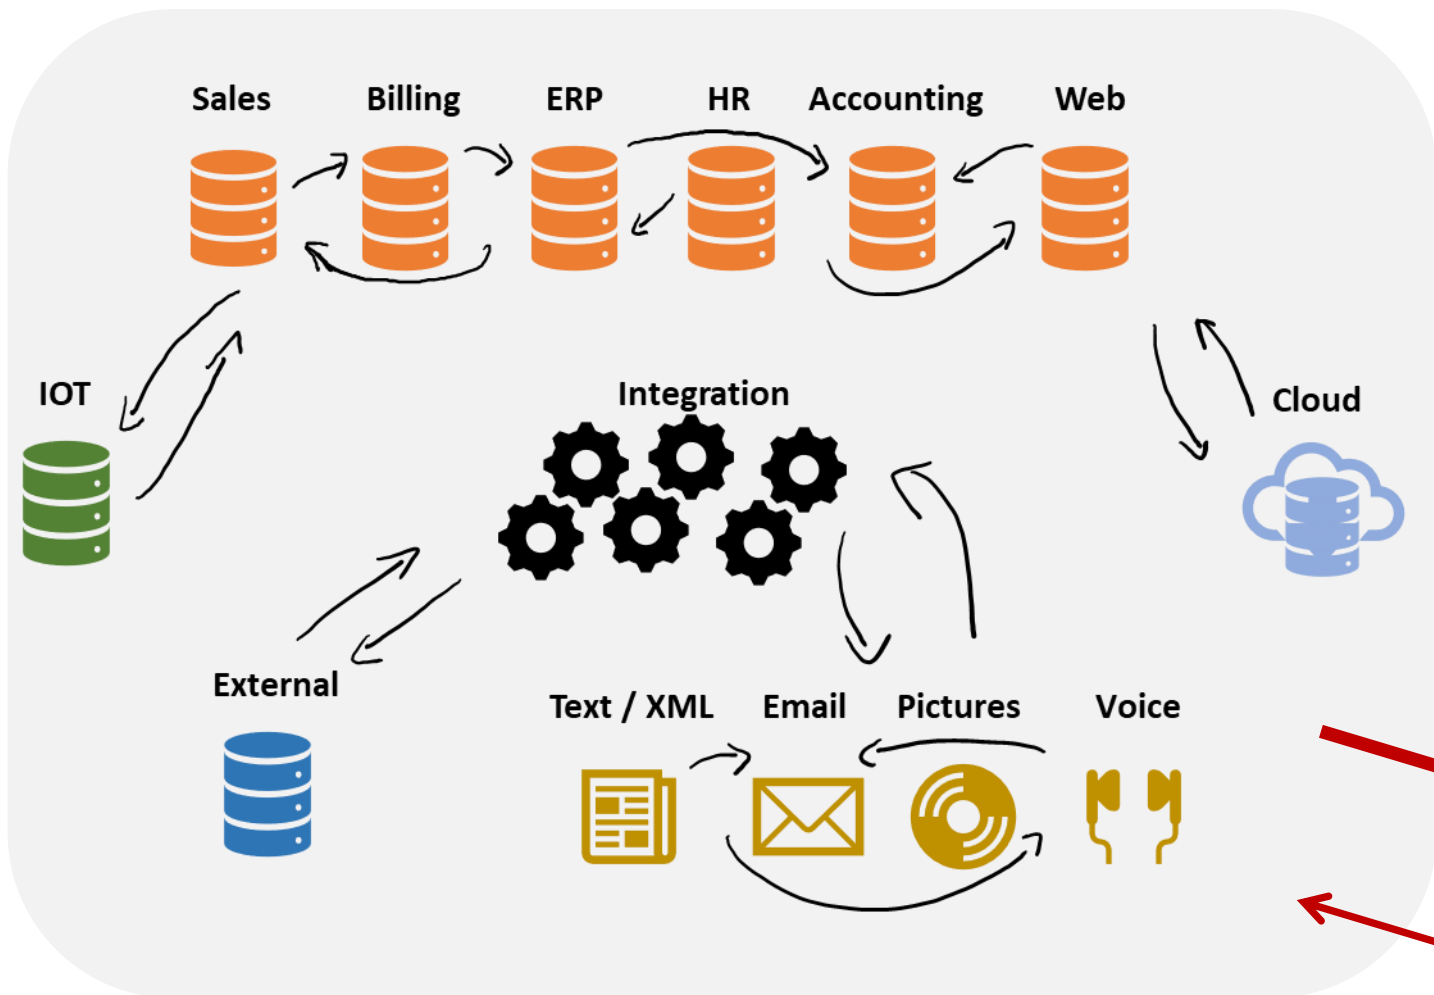 Sales Billing ERP HR Accounting Web
IOT
Integration
Cloud
External
Text / XML Email Pictures Voice